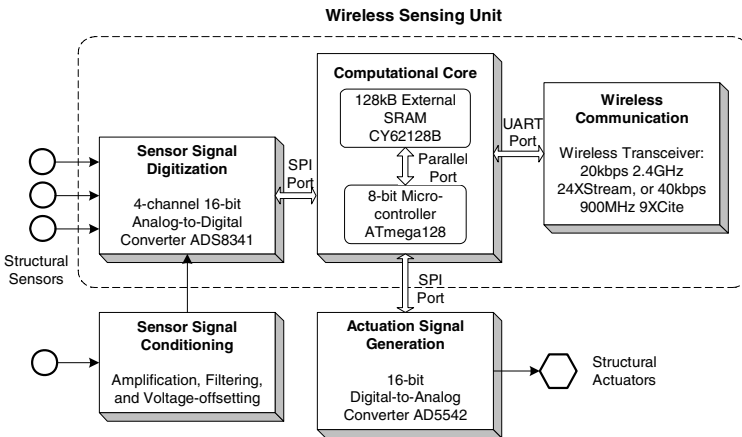 Wireless Sensing Unit
Computational Core
128kB External
SRAM
CY62128B
Parallel
Port
8-bit Micro-
controller
ATmega128
Sensor Signal
Digitization
4-channel 16-bit
Analog-to-Digital
Converter ADS8341
SPI
Port
UART
Port
Wireless
Communication
Wireless Transceiver:
20kbps 2.4GHz
24XStream, or 40kbps
900MHz 9XCite
Structural
Sensors
SPI
Port
Sensor Signal
Conditioning
Amplification, Filtering,
and Voltage-offsetting
Actuation Signal
Generation
16-bit
Digital-to-Analog
Converter AD5542
Structural
Actuators